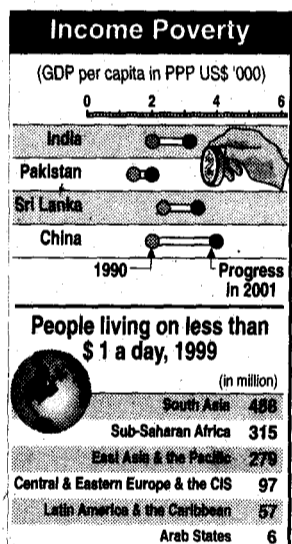 Income Poverty
(GDP per capita in PPP US$ '000)
0 2 4 6
India
Pakistan
Sri Lanka
China
1990 Progress
in 2001
People living on less than
$ 1 a day, 1999
(in million)
South Asia 488
Sub-Saharan Africa 315
East Asia & the Pacific 279
Central & Eastern Europe & the CIS 97
Latin America & the Caribbean 57
Arab States 6